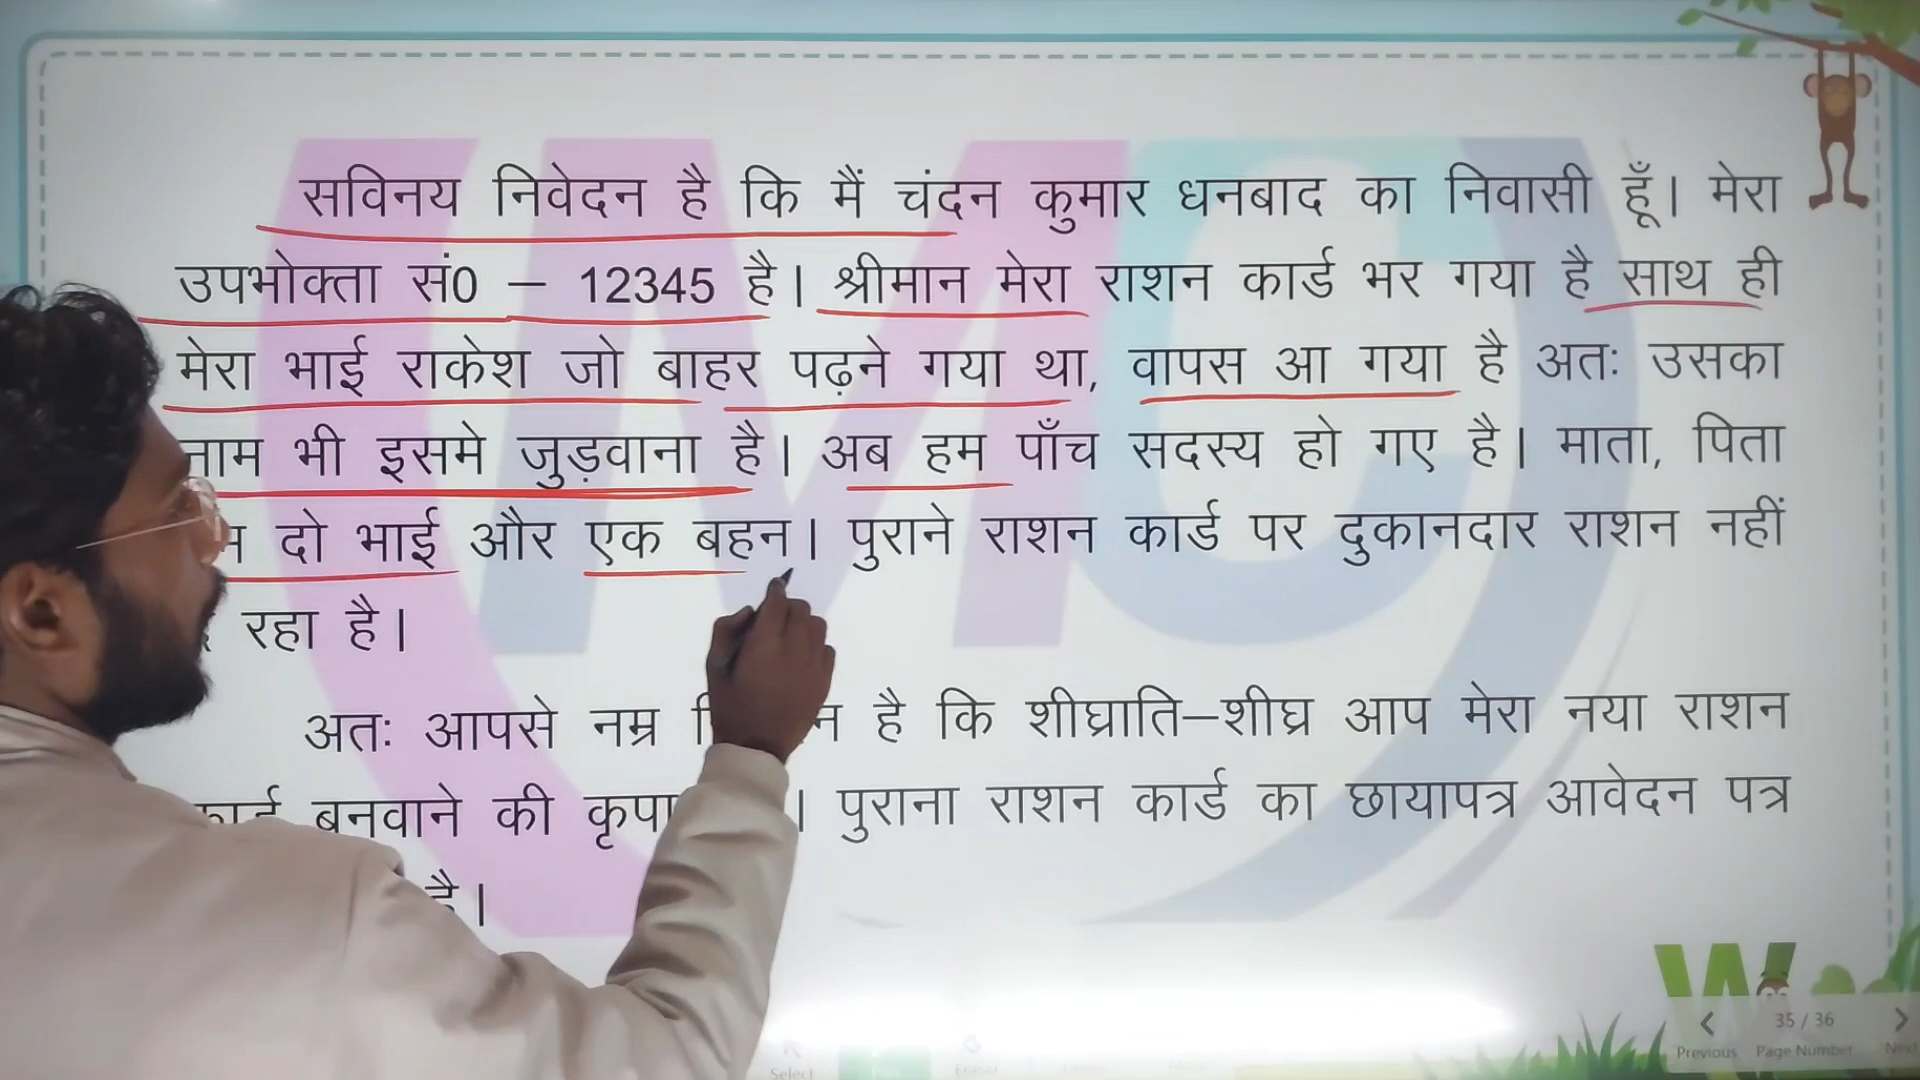 सविनय निवेदन है कि मैं चंदन कुमार धनबाद का निवासी हूँ। मेरा
उपभोक्ता सं0 – 12345 है। श्रीमान मेरा राशन कार्ड भर गया है साथ ही
मेरा भाई राकेश जो बाहर पढ़ने गया था, वापस आ गया है अतः उसका
नाम भी इसमे जुड़वाना है। अब हम पाँच सदस्य हो गए है। माता, पिता
दो भाई और एक बहन। पुराने राशन कार्ड पर दुकानदार राशन नहीं
रहा है।
अतः आपसे नम्र है कि शीघ्राति–शीघ्र आप मेरा नया राशन
कार्ड बनवाने की कृपा । पुराना राशन कार्ड का छायापत्र आवेदन पत्र
है।
W
35 / 36
Previous Page Number Next
Select